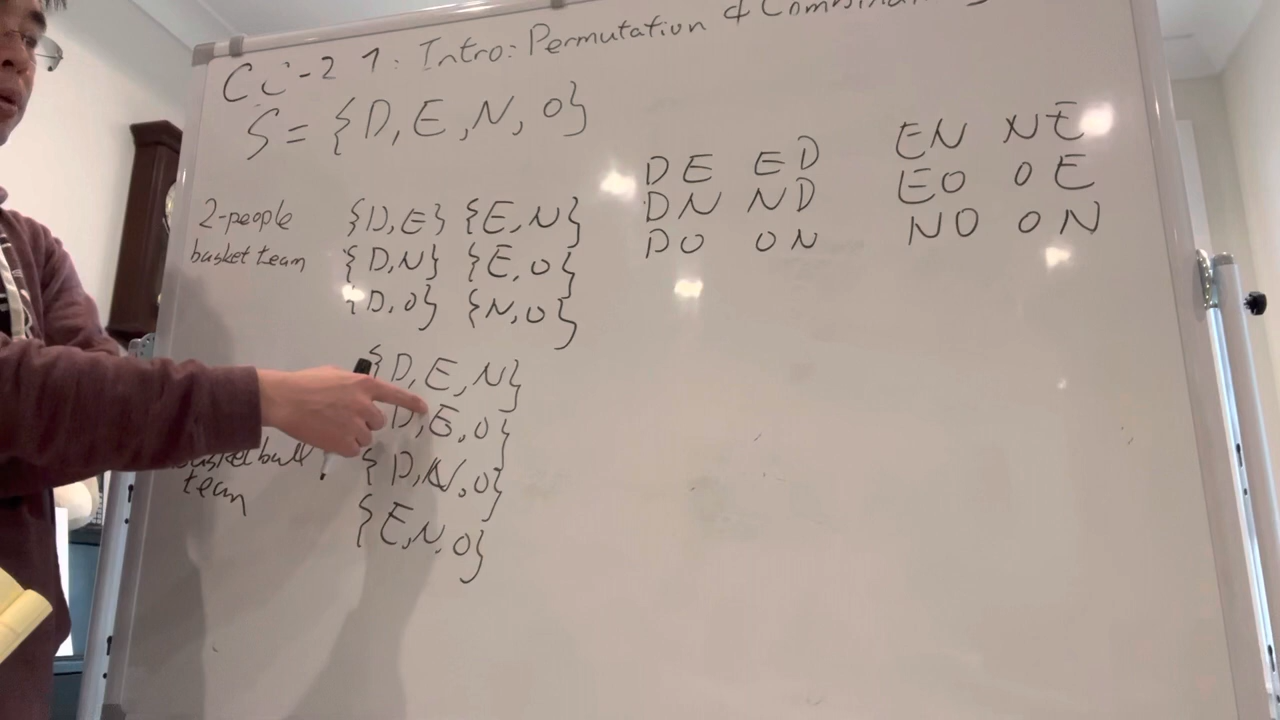 CC-2 1: Intro: Permutation &
S = {D, E, N, O}
2-people
basket team
{D, E} {E, N}
{D, N} {E, O}
{D, O} {N, O}
DE ED
DN ND
DO ON
EN NE
EO OE
NO ON
basketball
team
{D, E, N}
D, E, O}
{D, N, O}
{E, N, O}